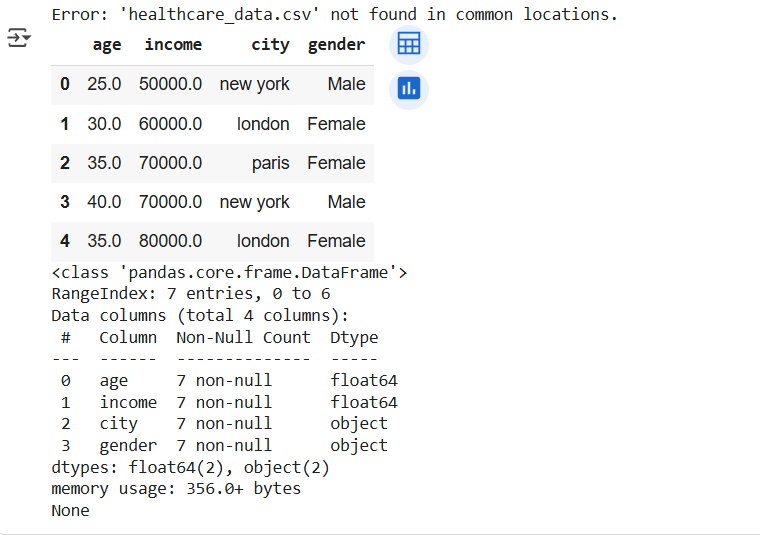 Error: 'healthcare_data.csv' not found in common locations.
age income city gender
0 25.0 50000.0 new york Male
1 30.0 60000.0 london Female
2 35.0 70000.0 paris Female
3 40.0 70000.0 new york Male
4 35.0 80000.0 london Female
<class 'pandas.core.frame.DataFrame'>
RangeIndex: 7 entries, 0 to 6
Data columns (total 4 columns):
 #   Column  Non-Null Count  Dtype
---  ------  --------------  -----
 0   age     7 non-null      float64
 1   income  7 non-null      float64
 2   city    7 non-null      object
 3   gender  7 non-null      object
dtypes: float64(2), object(2)
memory usage: 356.0+ bytes
None